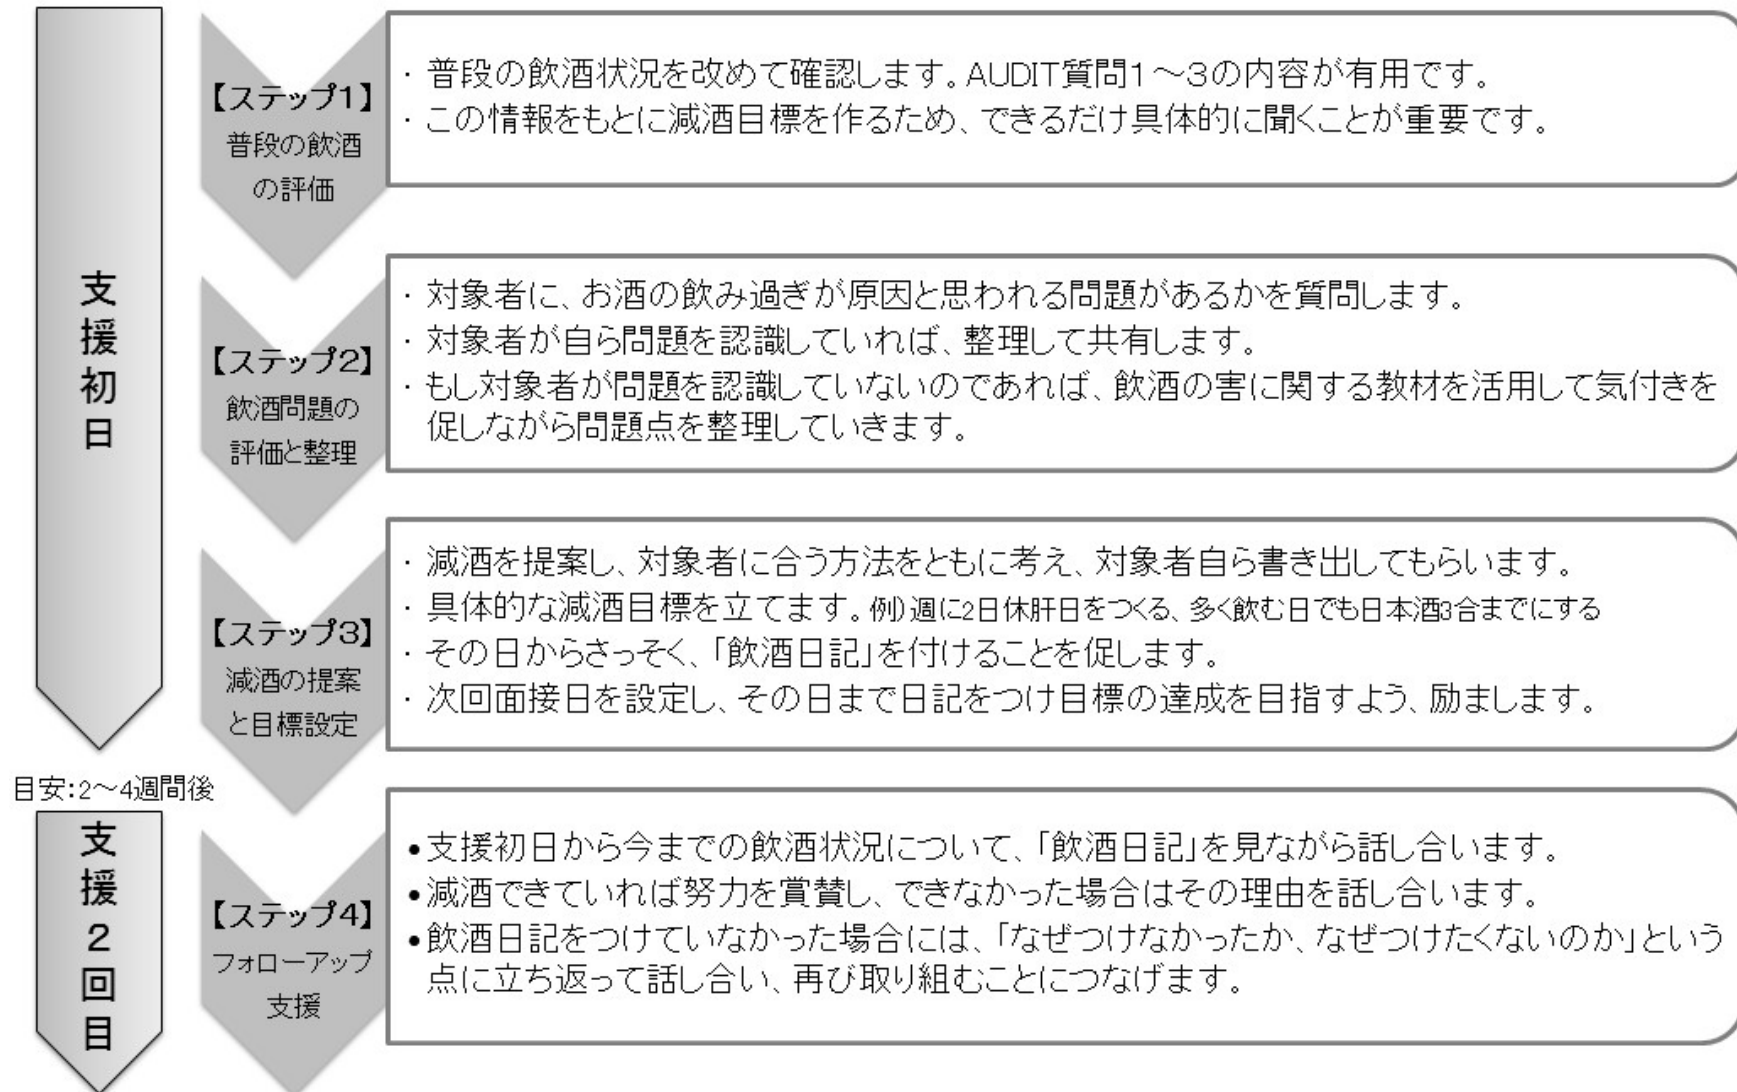 支援初日
【ステップ1】
普段の飲酒
の評価
・普段の飲酒状況を改めて確認します。AUDIT質問1～3の内容が有用です。
・この情報をもとに減酒目標を作るため、できるだけ具体的に聞くことが重要です。
【ステップ2】
飲酒問題の
評価と整理
・対象者に、お酒の飲み過ぎが原因と思われる問題があるかを質問します。
・対象者が自ら問題を認識していれば、整理して共有します。
・もし対象者が問題を認識していないのであれば、飲酒の害に関する教材を活用して気付きを
促しながら問題点を整理していきます。
【ステップ3】
減酒の提案
と目標設定
・減酒を提案し、対象者に合う方法をともに考え、対象者自ら書き出してもらいます。
・具体的な減酒目標を立てます。例）週に2日休肝日をつくる、多く飲む日でも日本酒3合までにする
・その日からさっそく、「飲酒日記」を付けることを促します。
・次回面接日を設定し、その日まで日記をつけ目標の達成を目指すよう、励まします。
目安：2～4週間後
支援2回目
【ステップ4】
フォローアップ
支援
•支援初日から今までの飲酒状況について、「飲酒日記」を見ながら話し合います。
•減酒できていれば努力を賞賛し、できなかった場合はその理由を話し合います。
•飲酒日記をつけていなかった場合には、「なぜつけなかったか、なぜつけたくないのか」という
点に立ち返って話し合い、再び取り組むことにつなげます。